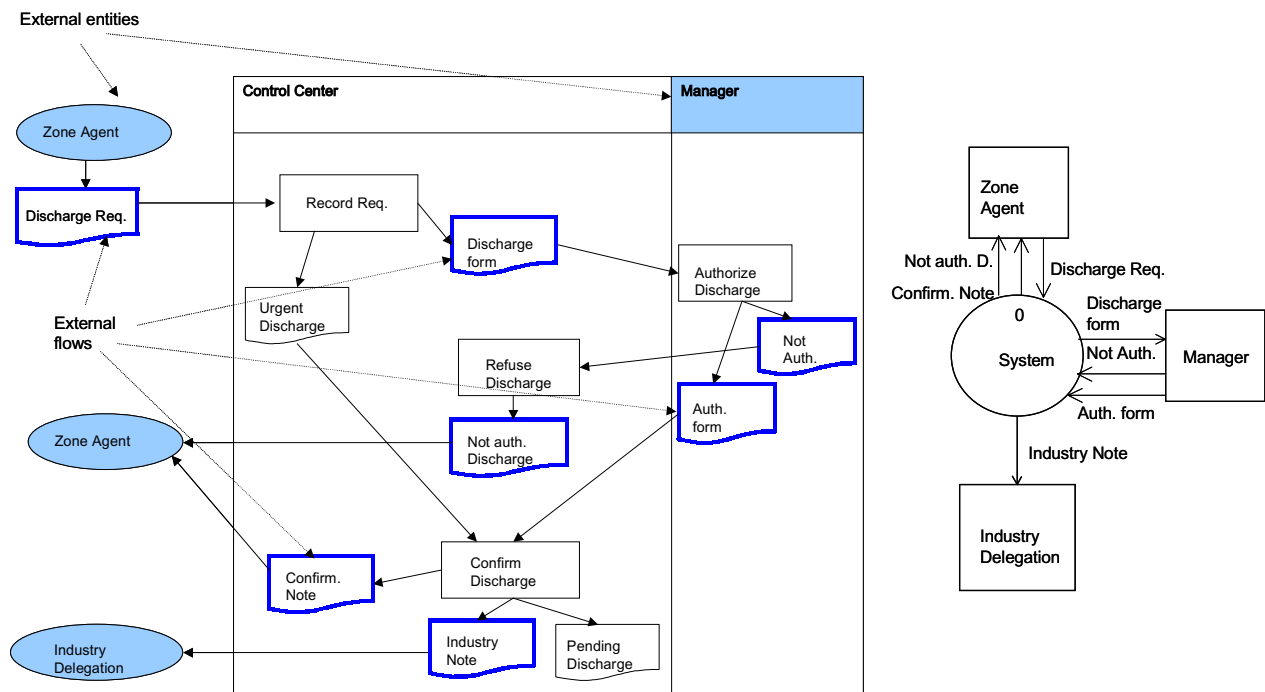 External entities
Control Center
Manager
Zone Agent
Discharge Req.
Record Req.
Discharge
form
Authorize
Discharge
Urgent
Discharge
External
flows
Not
Auth.
Refuse
Discharge
Auth.
form
Zone Agent
Not auth.
Discharge
Confirm
Discharge
Confirm.
Note
Industry
Note
Pending
Discharge
Industry
Delegation
Zone
Agent
Not auth. D.
Confirm. Note
Discharge Req.
0
System
Discharge
form
Not Auth.
Auth. form
Manager
Industry Note
Industry
Delegation